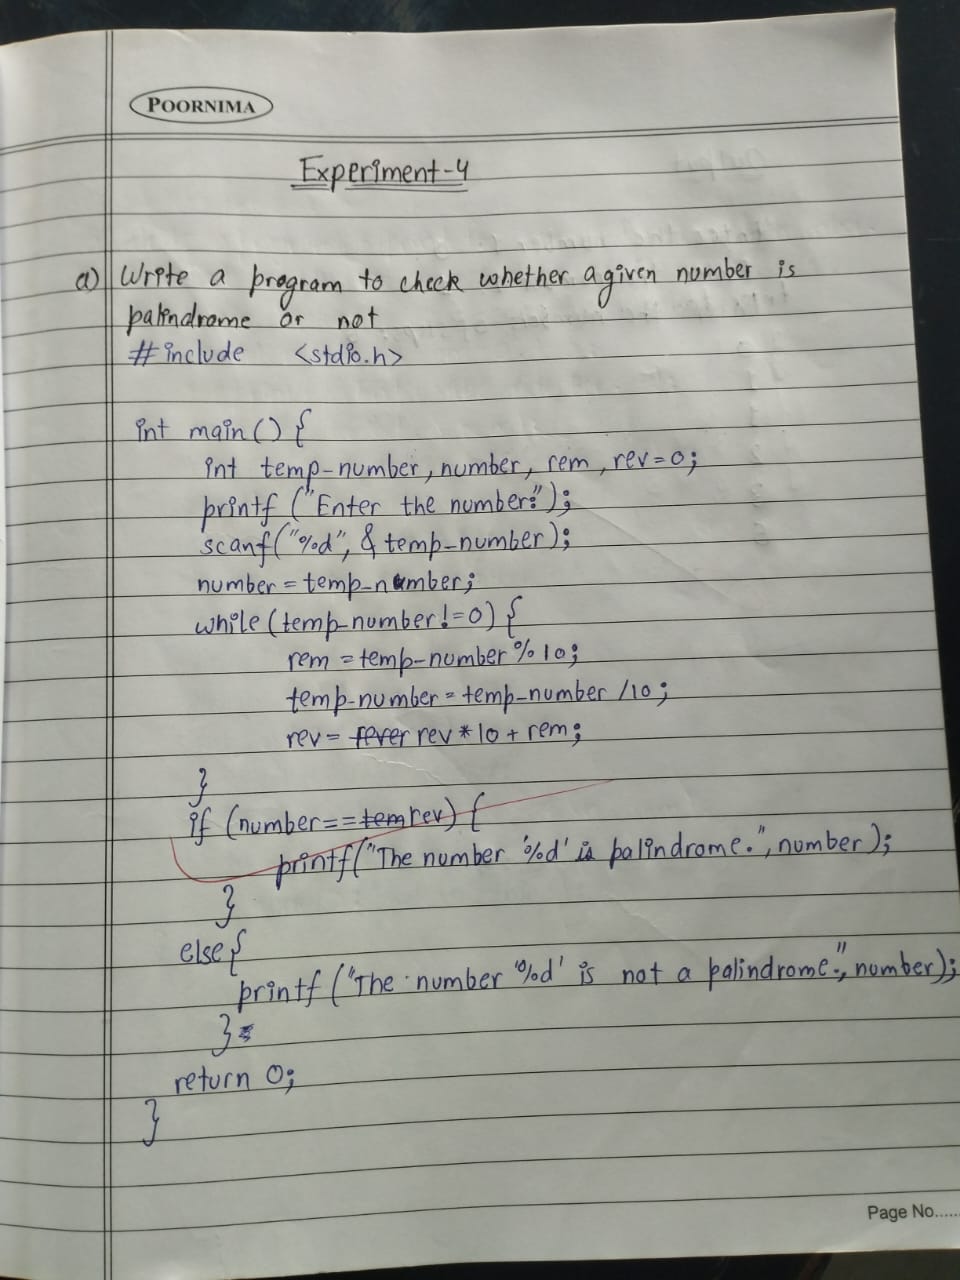 POORNIMA
Experiment-4
a) Write a program to check whether a given number is
palindrome or not
#include <stdio.h>
int main() {
int temp-number, number, rem, rev=0;
printf ("Enter the number:");
scanf("%d", & temp-number);
number = temp-number;
while (temp-number!=0) {
rem = temp-number % 10;
temp-number = temp-number /10;
rev = rever rev * 10 + rem;
}
if (number == tem rev) {
printf("The number '%d' is palindrome.", number);
}
else {
printf ("The number '%d' is not a palindrome.", number);
}
return 0;
}
Page No......